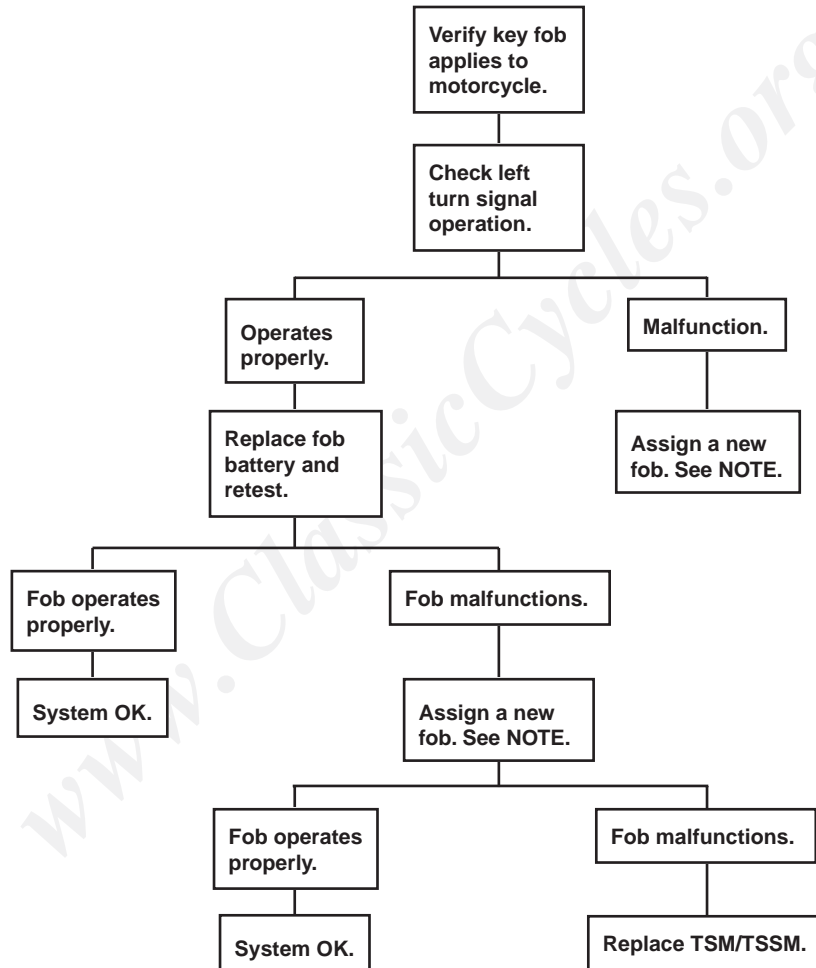 Verify key fob
applies to
motorcycle.
Check left
turn signal
operation.
Operates
properly.
Malfunction.
Replace fob
battery and
retest.
Assign a new
fob. See NOTE.
Fob operates
properly.
Fob malfunctions.
System OK.
Assign a new
fob. See NOTE.
Fob operates
properly.
Fob malfunctions.
System OK.
Replace TSM/TSSM.
www.ClassicCycles.org